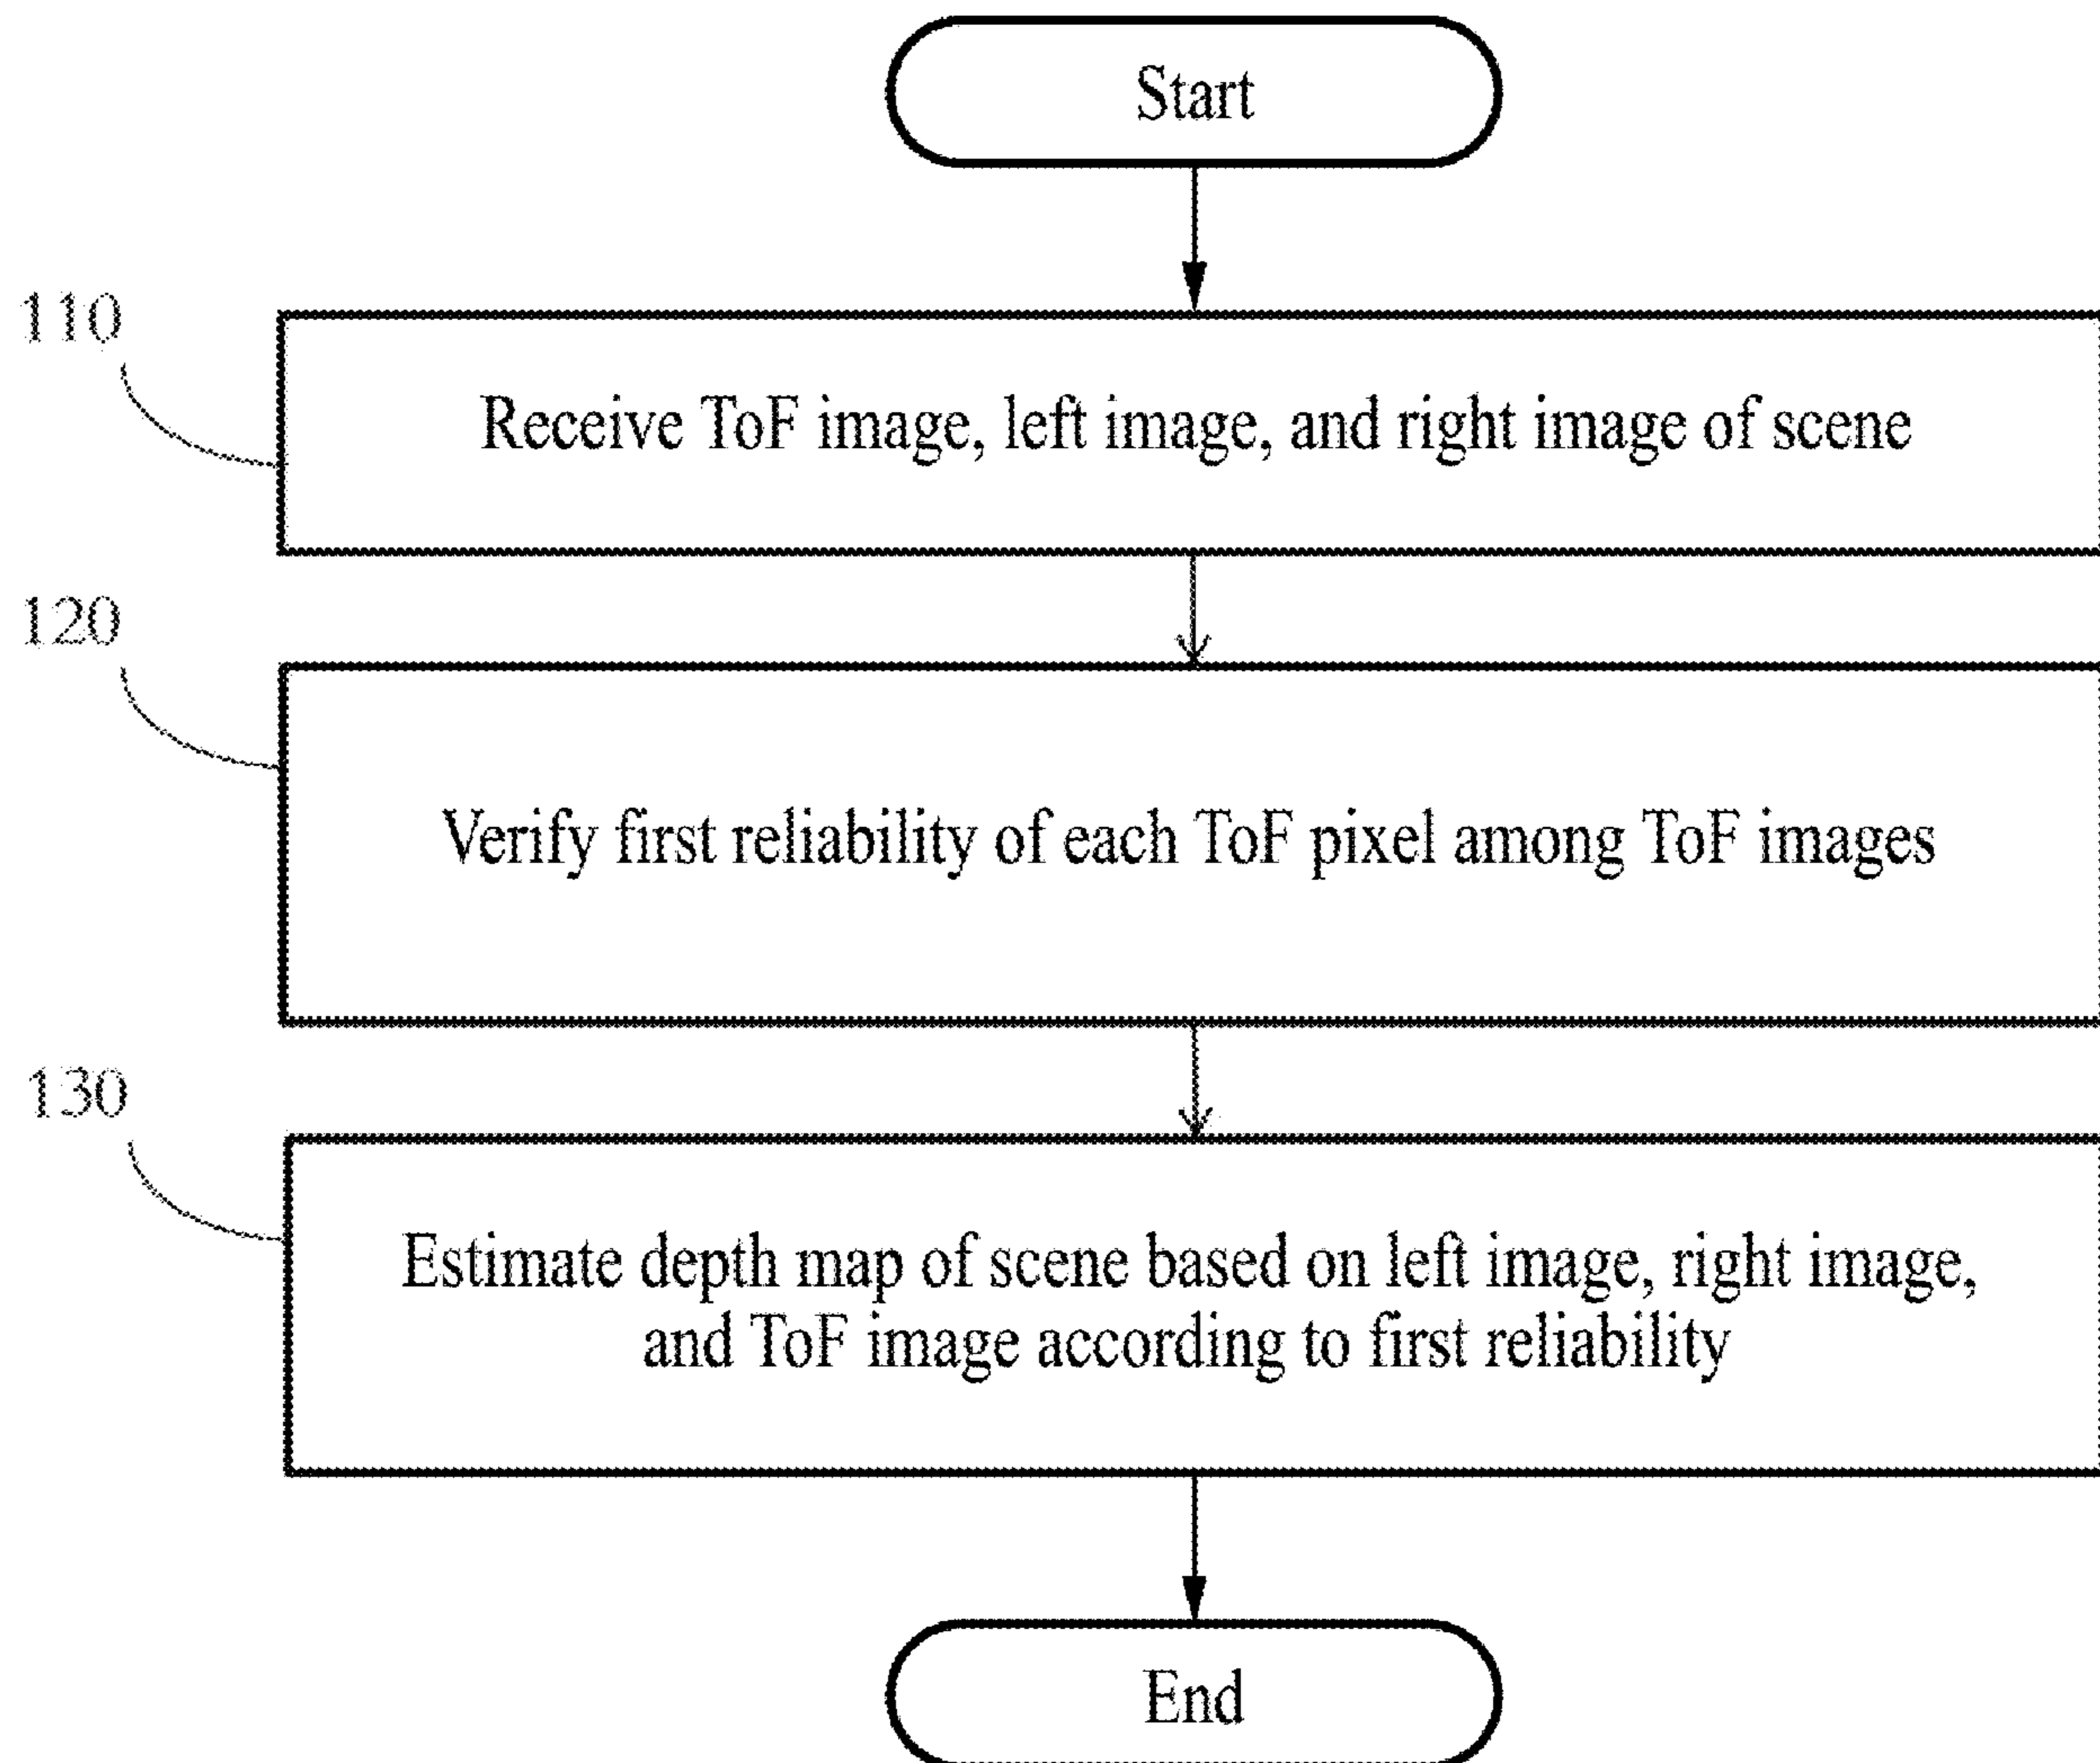 Start
110
Receive ToF image, left image, and right image of scene
120
Verify first reliability of each ToF pixel among ToF images
130
Estimate depth map of scene based on left image, right image,
and ToF image according to first reliability
End